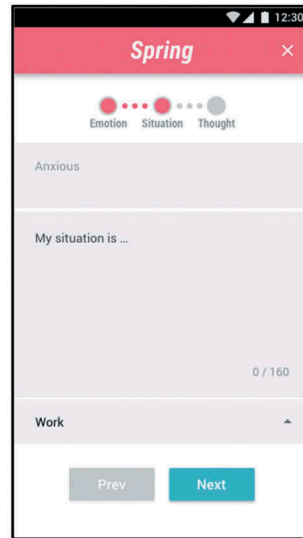 12:30
Spring
Emotion Situation Thought
Anxious
My situation is ...
0 / 160
Work
Prev Next